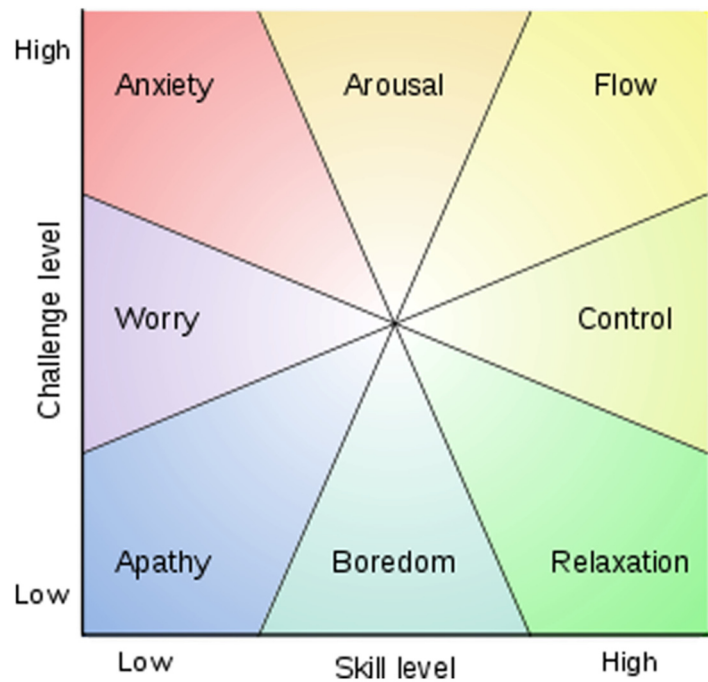 High
Anxiety
Arousal
Flow
Challenge level
Worry
Control
Apathy
Boredom
Relaxation
Low
Low
Skill level
High